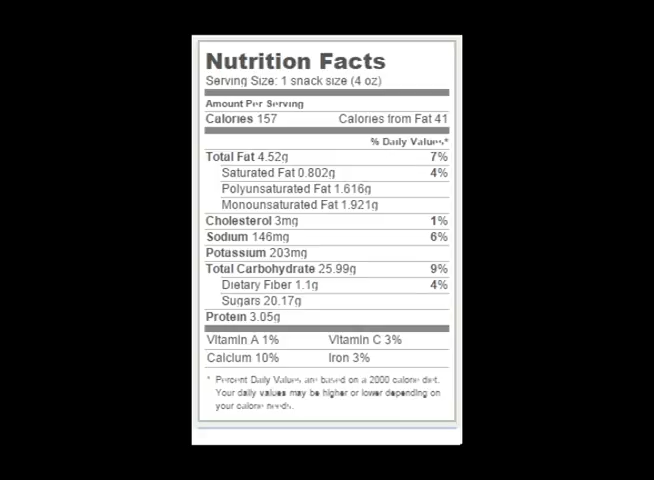 Nutrition Facts
Serving Size: 1 snack size (4 oz)
Amount Per Serving
Calories 157 Calories from Fat 41
% Daily Values*
Total Fat 4.52g 7%
Saturated Fat 0.802g 4%
Polyunsaturated Fat 1.616g
Monounsaturated Fat 1.921g
Cholesterol 3mg 1%
Sodium 146mg 6%
Potassium 203mg
Total Carbohydrate 25.99g 9%
Dietary Fiber 1.1g 4%
Sugars 20.17g
Protein 3.05g
Vitamin A 1% Vitamin C 3%
Calcium 10% Iron 3%
* Percent Daily Values are based on a 2000 calorie diet.
Your daily values may be higher or lower depending on
your calorie needs.